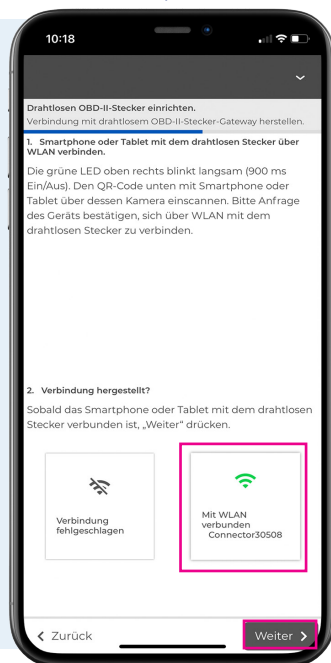 10:18
Drahtlosen OBD-II-Stecker einrichten.
Verbindung mit drahtlosem OBD-II-Stecker-Gateway herstellen.
1. Smartphone oder Tablet mit dem drahtlosen Stecker über
WLAN verbinden.
Die grüne LED oben rechts blinkt langsam (900 ms
Ein/Aus). Den QR-Code unten mit Smartphone oder
Tablet über dessen Kamera einscannen. Bitte Anfrage
des Geräts bestätigen, sich über WLAN mit dem
drahtlosen Stecker zu verbinden.
2. Verbindung hergestellt?
Sobald das Smartphone oder Tablet mit dem drahtlosen
Stecker verbunden ist, „Weiter" drücken.
Verbindung
fehlgeschlagen
Mit WLAN
verbunden
Connector30508
Zurück
Weiter